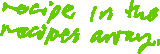 recipe in the
recipes array.